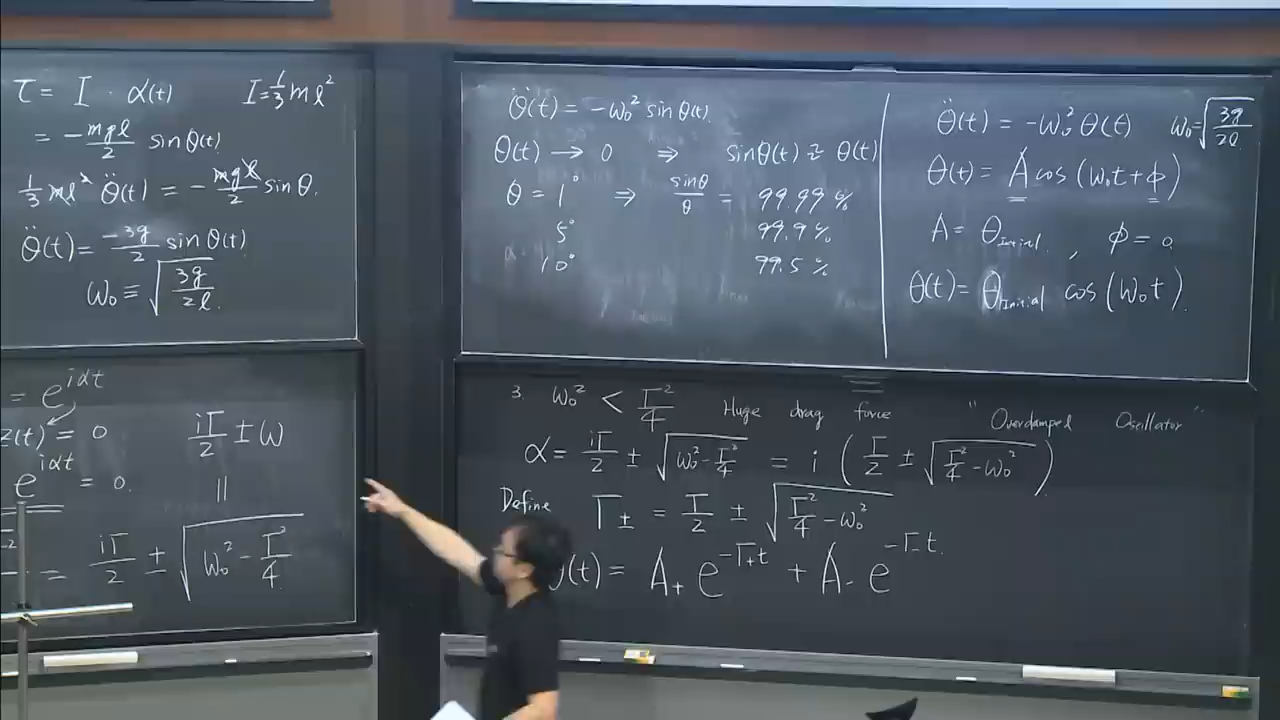 τ = I · α(t)   I = 1/3 m l²
= -mgl/2 sin θ(t)
1/3 m l² θ̈(t) = -mgl/2 sin θ.
θ̈(t) = -3g/2 sin θ(t)
ω₀ ≡ √(3g/2l)
θ̈(t) = -ω₀² sin θ(t)
θ(t) → 0 ⇒ sin θ(t) ≈ θ(t)
θ = 1° ⇒ sinθ/θ = 99.99 %
5° 99.9 %
10° 99.5 %
θ̈(t) = -ω₀² θ(t)   ω₀ = √(3g/2l)
θ(t) = A cos (ω₀t + φ)
A = θ_Initial , φ = 0
θ(t) = θ_Initial cos (ω₀t).
= e^{iαt}
z(t) = 0   iΓ/2 ± ω
e^{iαt} = 0.   ||
= iΓ/2 ± √(ω₀² - Γ²/4)
3. ω₀² < Γ²/4 Huge drag force "Overdamped Oscillator"
α = iΓ/2 ± √(ω₀² - Γ²/4) = i (Γ/2 ± √(Γ²/4 - ω₀²))
Define Γ± = Γ/2 ± √(Γ²/4 - ω₀²)
(t) = A₊ e^{-Γ₊t} + A₋ e^{-Γ₋t}.